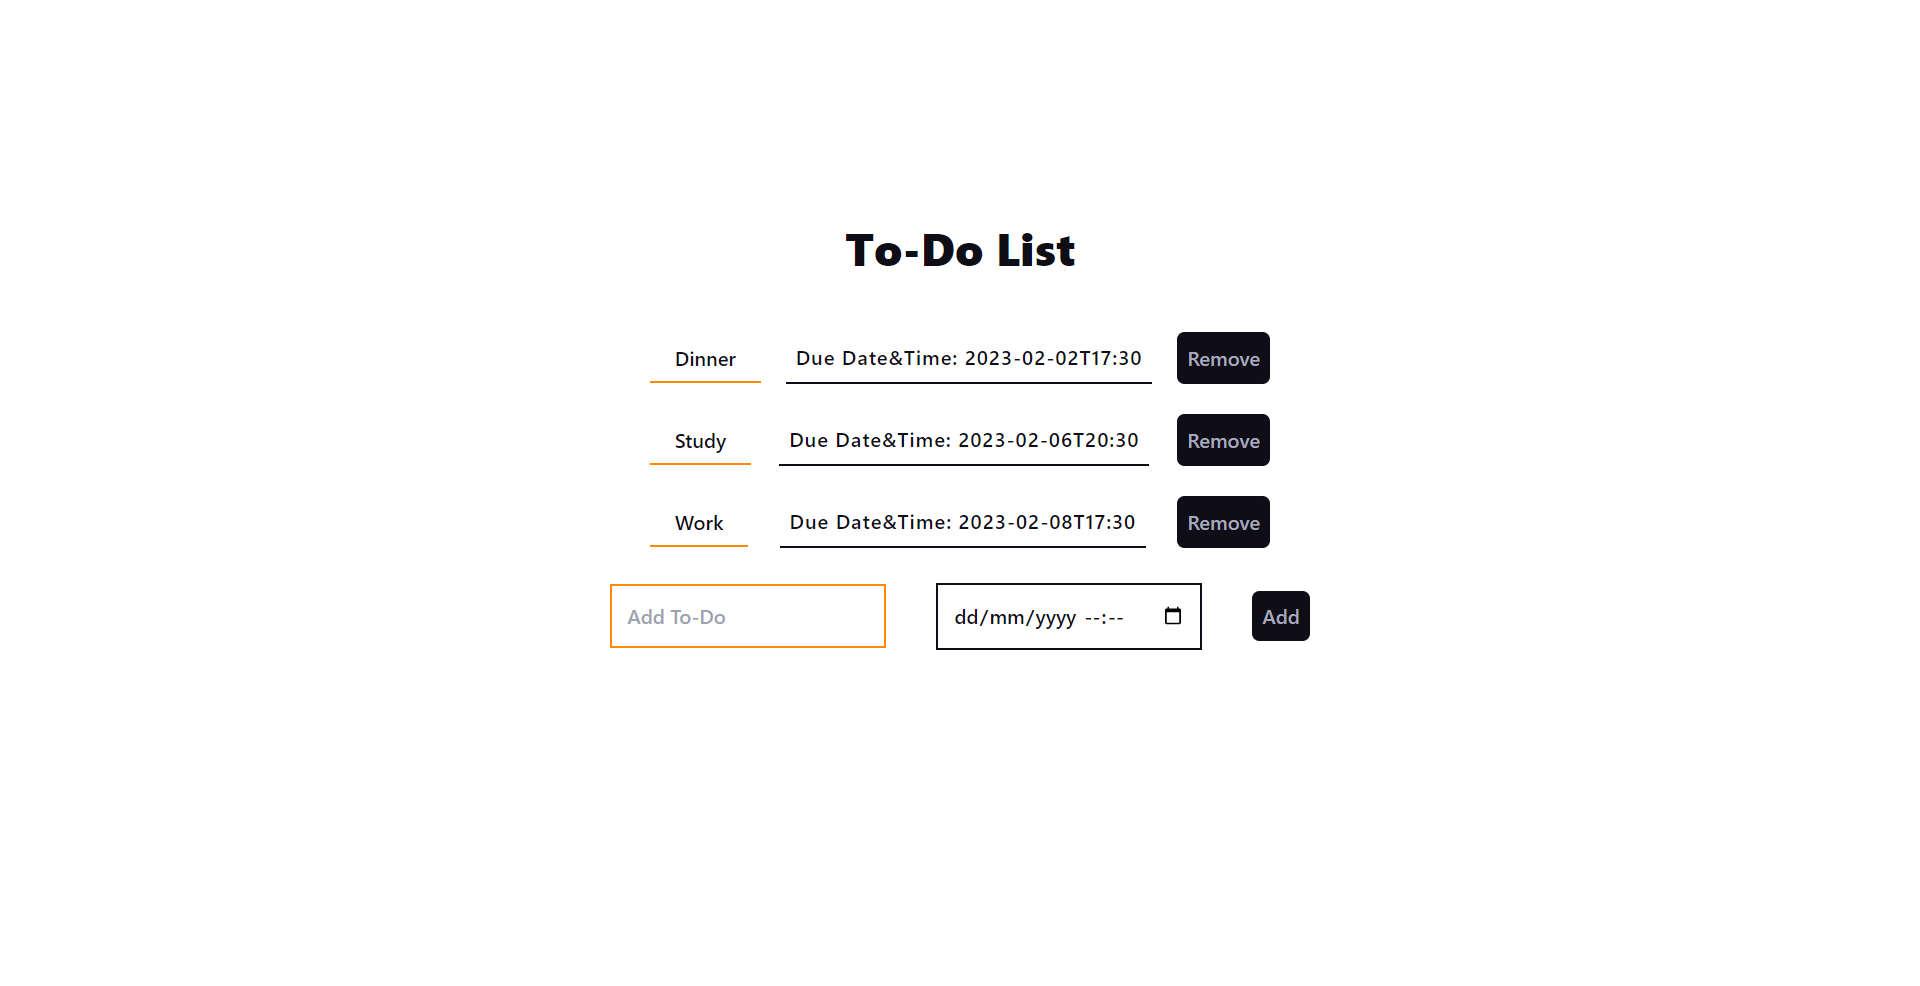 To-Do List
Dinner Due Date&Time: 2023-02-02T17:30 Remove
Study Due Date&Time: 2023-02-06T20:30 Remove
Work Due Date&Time: 2023-02-08T17:30 Remove
Add To-Do dd/mm/yyyy --:-- Add